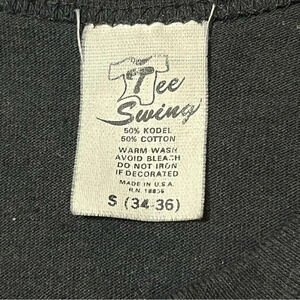 Tee
Swing
50% KODEL
50% COTTON
WARM WASH
AVOID BLEACH
DO NOT IRON
IF DECORATED
MADE IN U.S.A.
R.N. 18836
S (34-36)